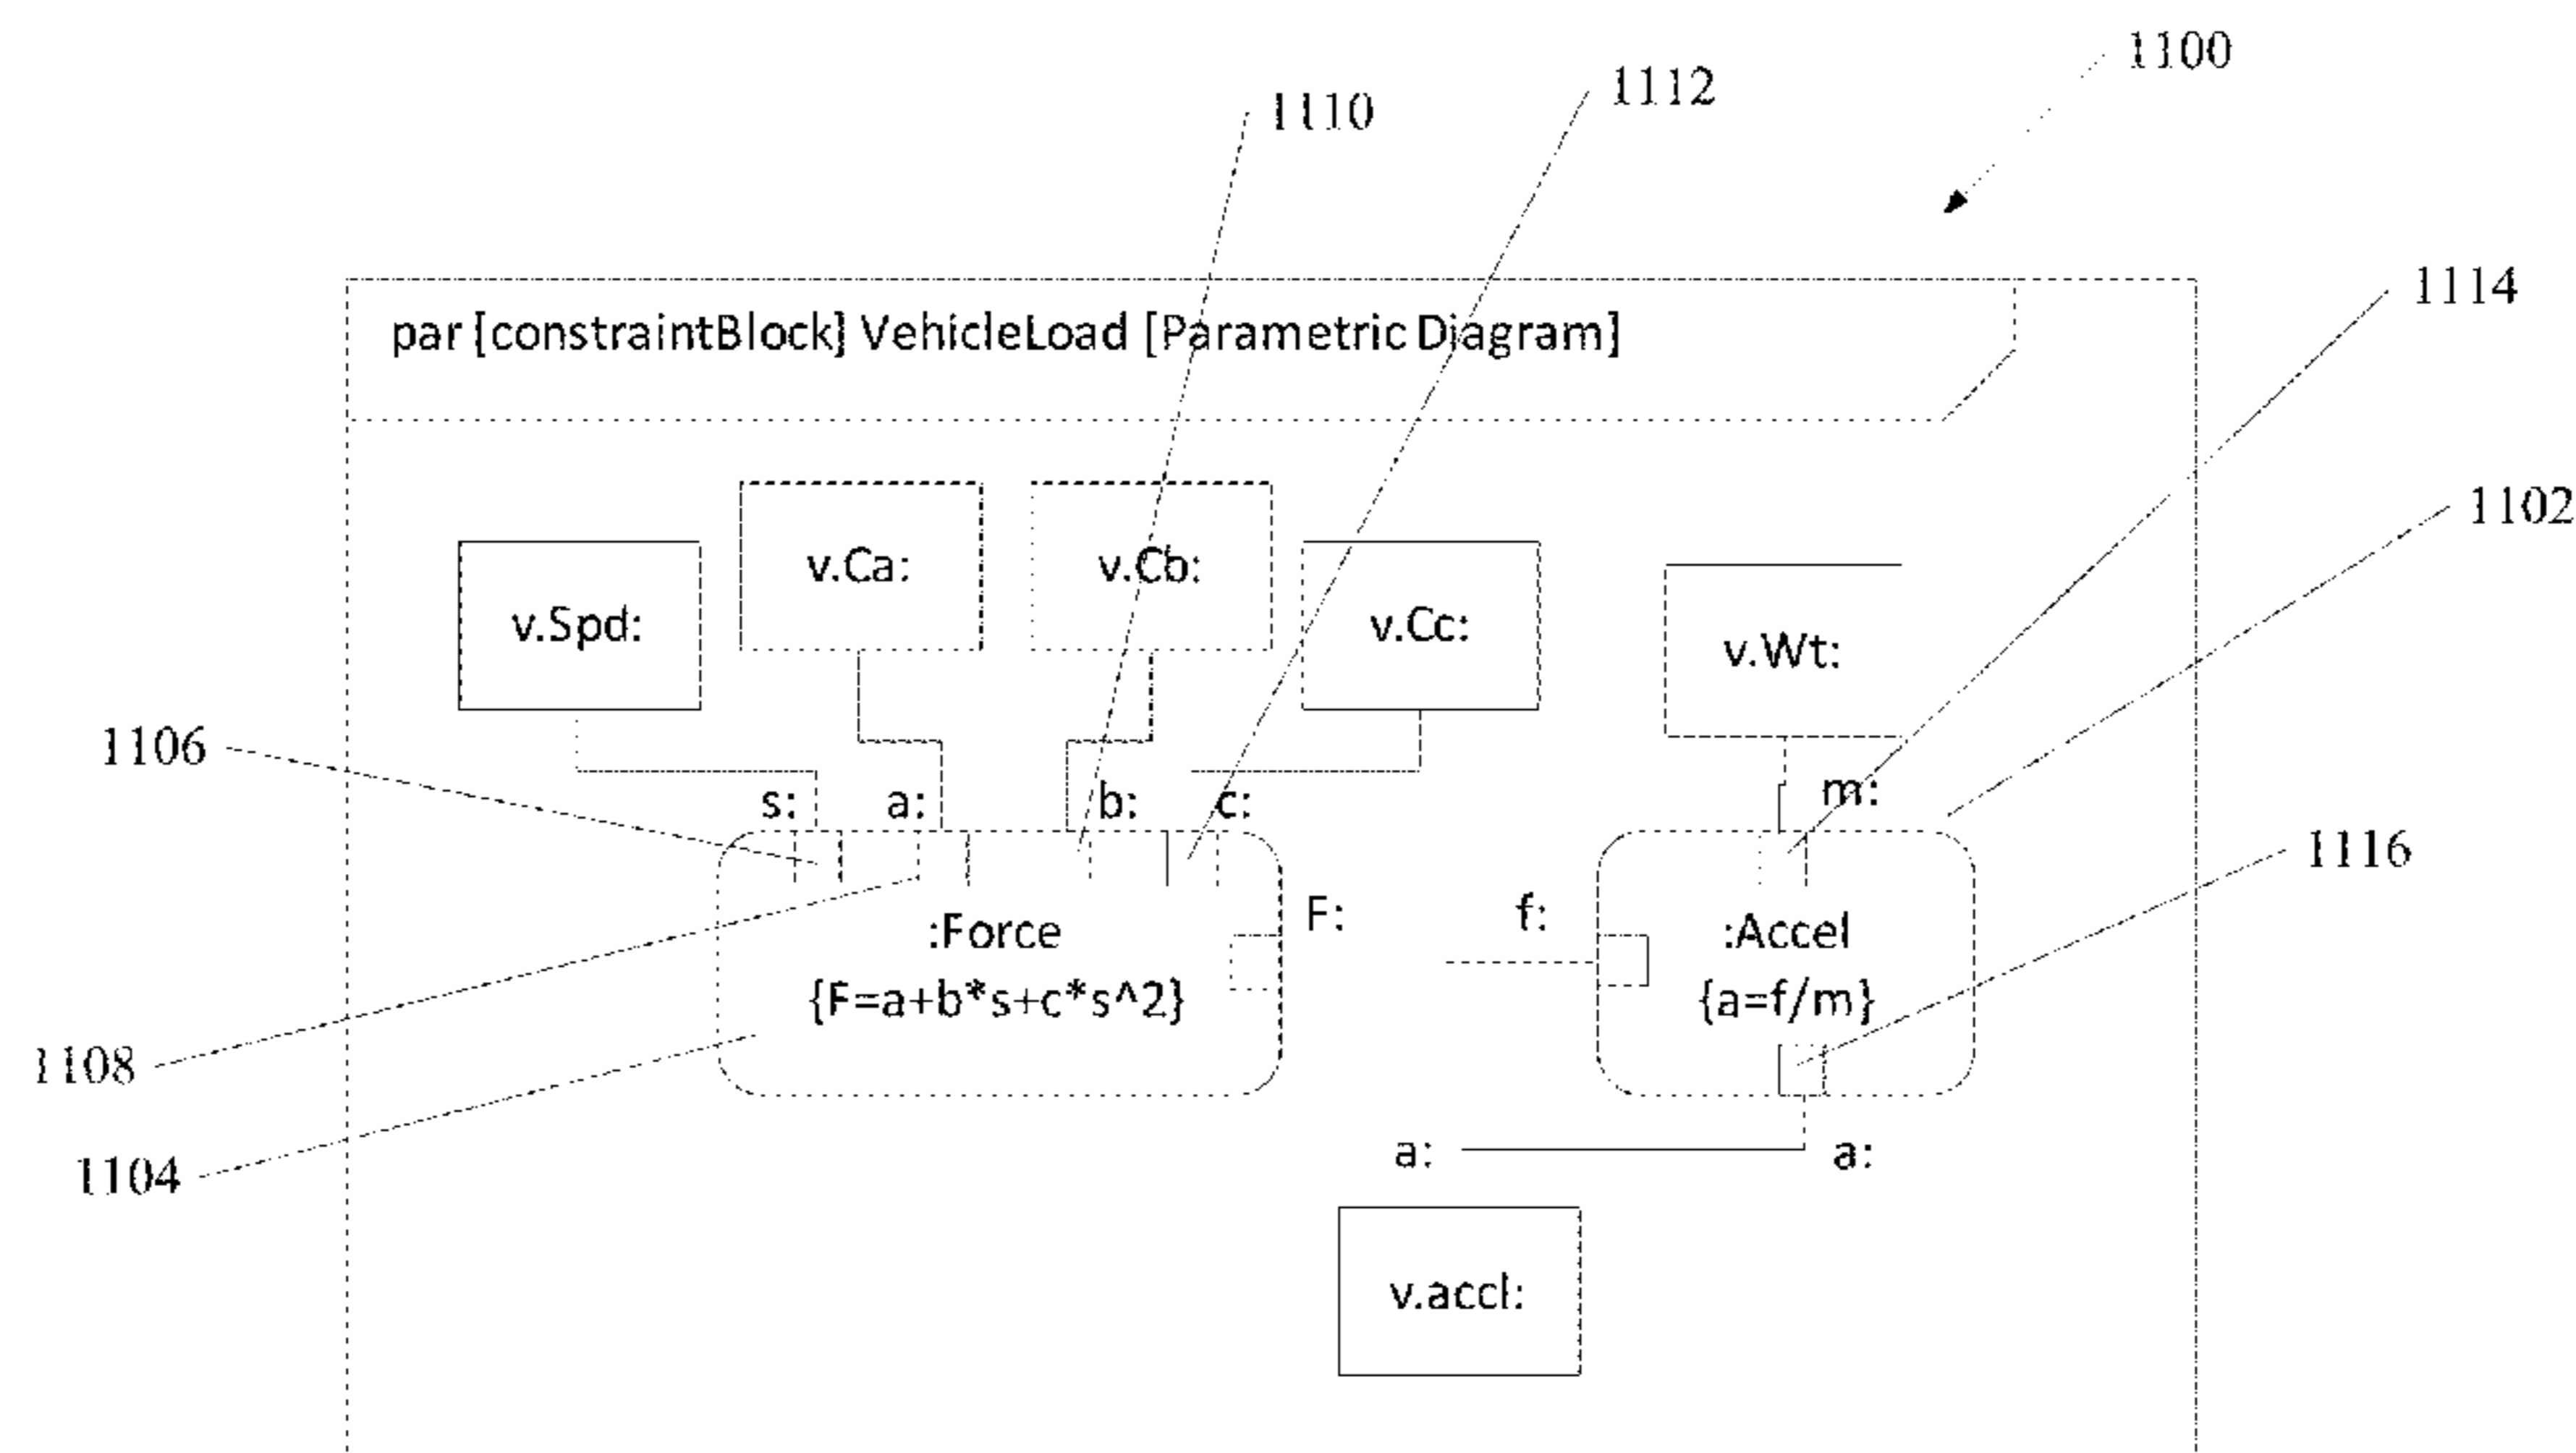 1100
1112
1110
1114
par [constraintBlock] VehicleLoad [Parametric Diagram]
1102
v.Ca:
v.Cb:
v.Spd:
v.Cc:
v.Wt:
1106
s:
a:
b:
c:
m:
1116
F:
f:
:Force
{F=a+b*s+c*s^2}
:Accel
{a=f/m}
1108
1104
a:
a:
v.accl: